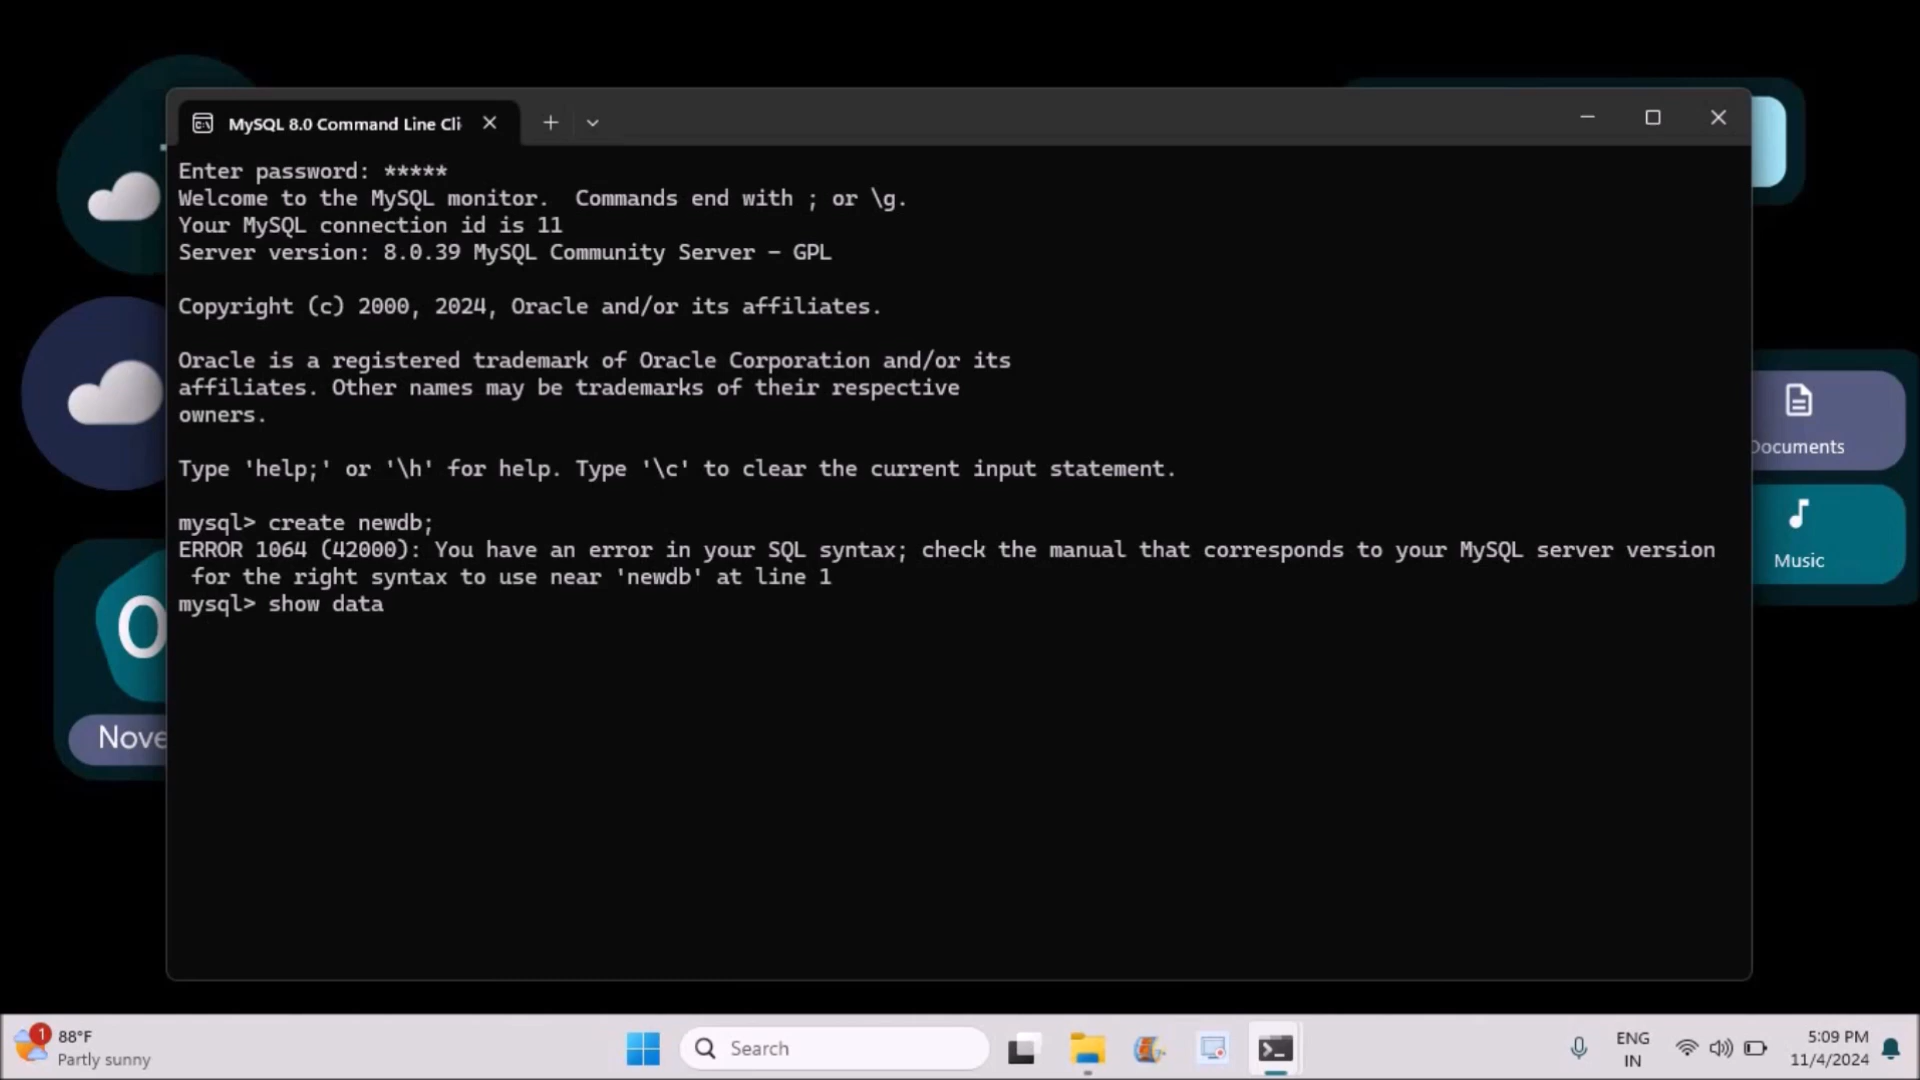 MySQL 8.0 Command Line Cli
Enter password: *****
Welcome to the MySQL monitor.  Commands end with ; or \g.
Your MySQL connection id is 11
Server version: 8.0.39 MySQL Community Server - GPL
Copyright (c) 2000, 2024, Oracle and/or its affiliates.
Oracle is a registered trademark of Oracle Corporation and/or its
affiliates. Other names may be trademarks of their respective
owners.
Type 'help;' or '\h' for help. Type '\c' to clear the current input statement.
mysql> create newdb;
ERROR 1064 (42000): You have an error in your SQL syntax; check the manual that corresponds to your MySQL server version
for the right syntax to use near 'newdb' at line 1
mysql> show data
Documents
Music
0
Nove
1
88°F
Partly sunny
Search
ENG
IN
5:09 PM
11/4/2024